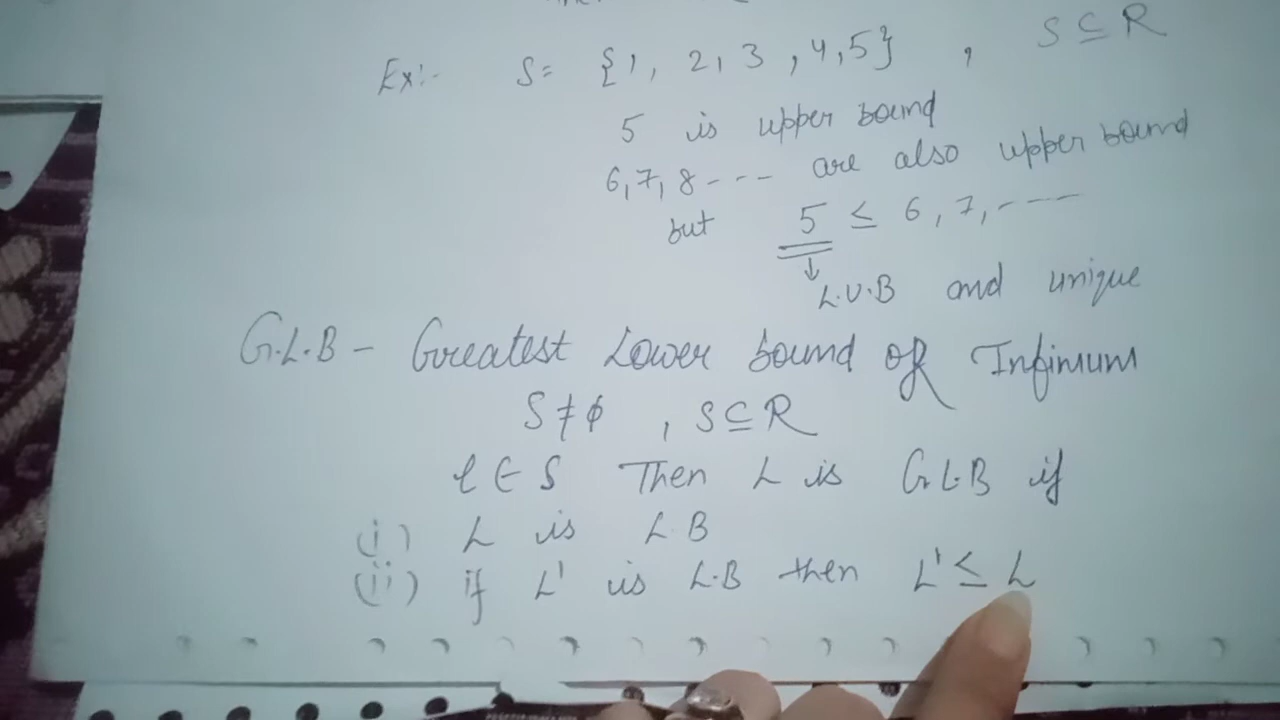 Ex:- S= {1, 2, 3, 4, 5} , S ⊆ R
5 is upper bound
6, 7, 8 - - - are also upper bound
but 5 ≤ 6, 7, - - - -
↓
L.U.B and unique
G.L.B - Greatest Lower bound or Infimum
S ≠ ϕ , S ⊆ R
l ∈ S Then L is G.L.B if
(i) L is L.B
(ii) if L' is L.B then L' ≤ L